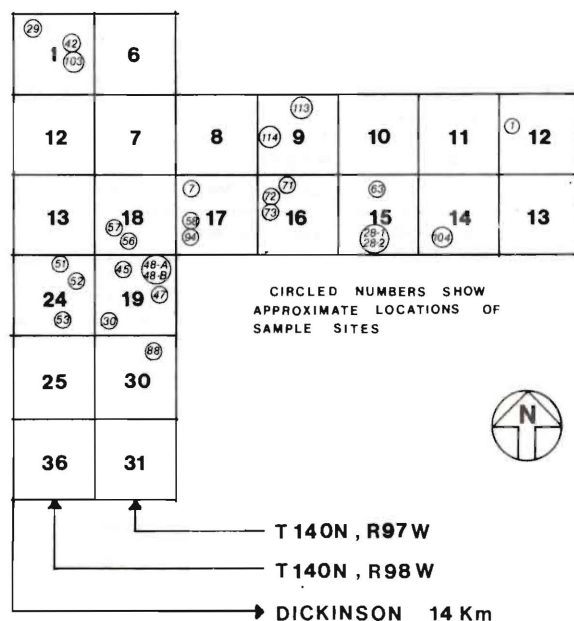 29
42
1 6
103
113
1
12 7 8 114 9 10 11 12
7 71 63
72
13 18 58 17 73 16 15 14 13
57 56 94 28-1 104
28-2
51 45 48-A
48-B
52
24 19 47
53 30
CIRCLED NUMBERS SHOW
APPROXIMATE LOCATIONS OF
SAMPLE SITES
88
25 30
N
36 31
T 140N , R97 W
T 140N , R98 W
DICKINSON 14 Km